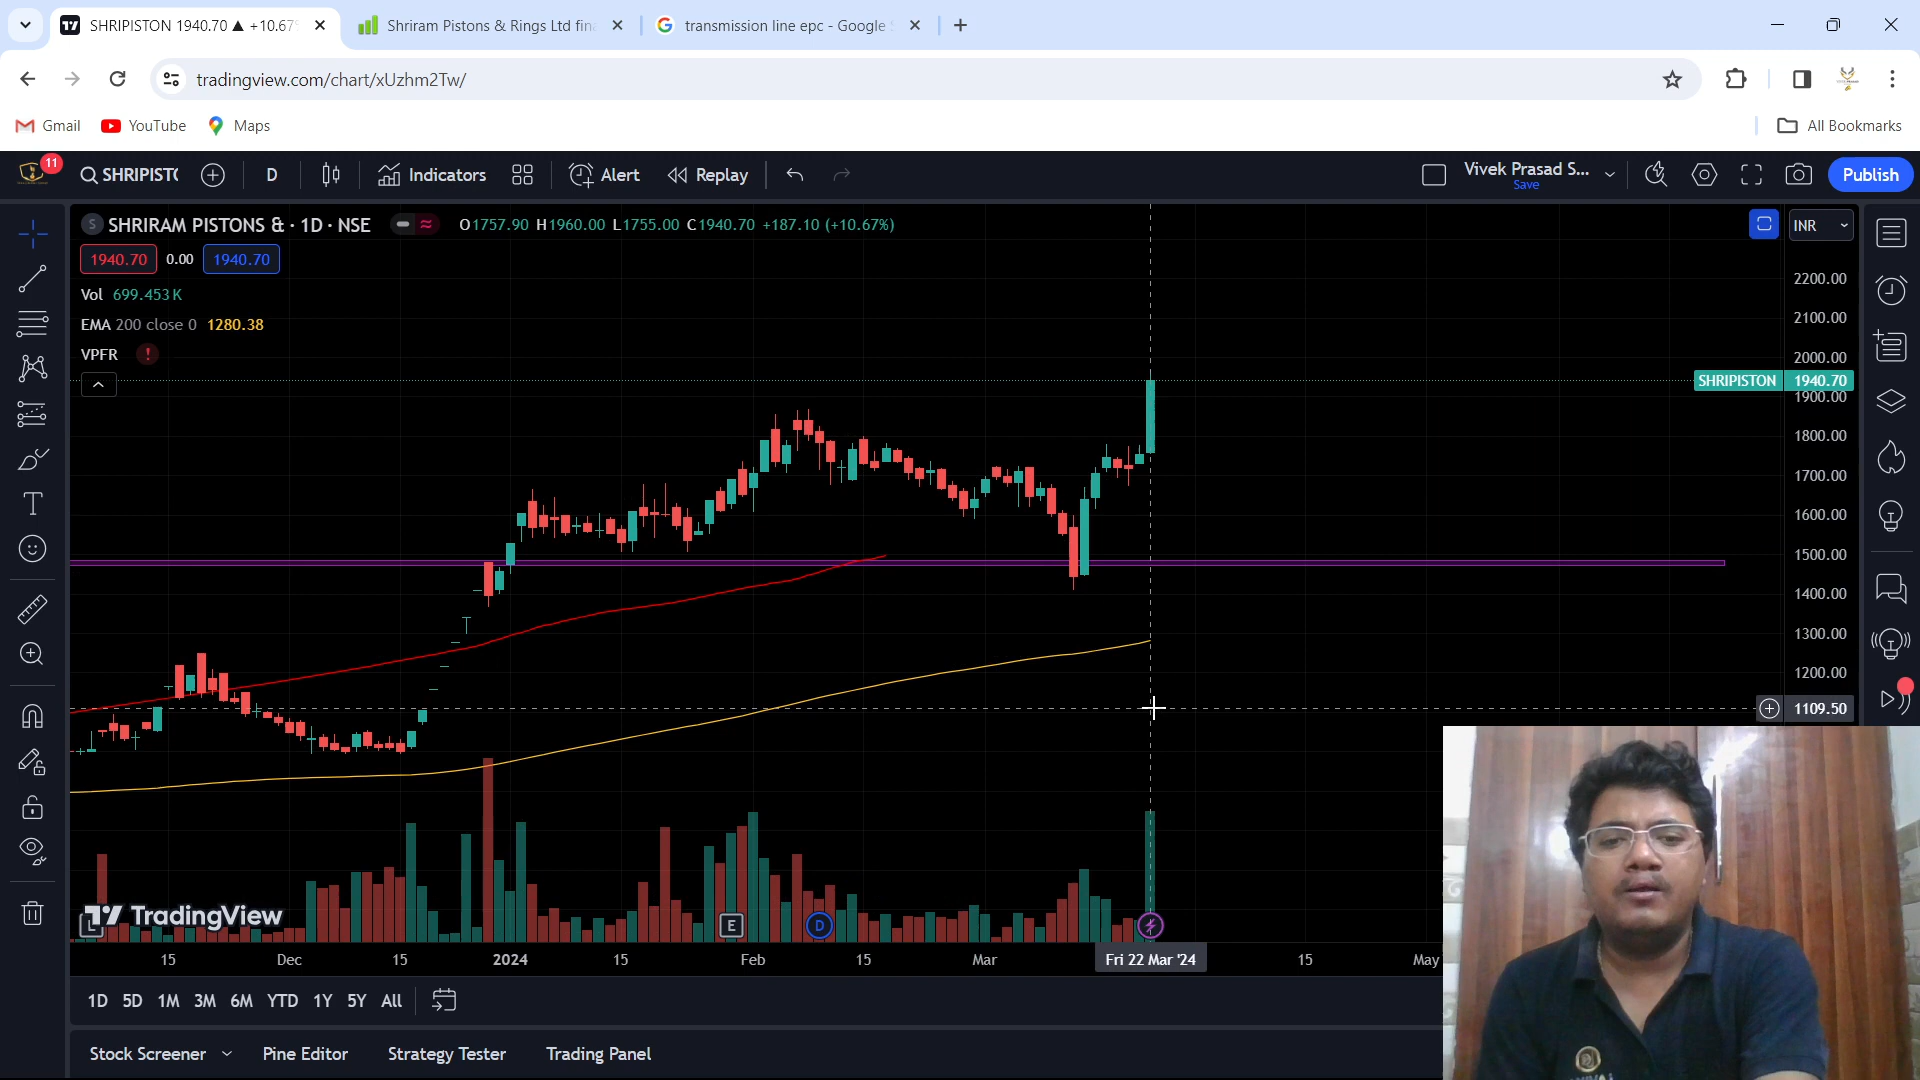 SHRIPISTON 1940.70 ▲ +10.67
Shriram Pistons & Rings Ltd fin
transmission line epc - Google
tradingview.com/chart/xUzhm2Tw/
Gmail
YouTube
Maps
All Bookmarks
11
SHRIPIST
D
Indicators
Alert
Replay
Vivek Prasad S...
Save
Publish
S
SHRIRAM PISTONS & · 1D · NSE
O1757.90 H1960.00 L1755.00 C1940.70 +187.10 (+10.67%)
INR
1940.70
0.00
1940.70
Vol 699.453K
EMA 200 close 0 1280.38
VPFR !
2200.00
2100.00
2000.00
SHRIPISTON 1940.70
1900.00
1800.00
1700.00
1600.00
1500.00
1400.00
1300.00
1200.00
1109.50
TradingView
L
E
D
15
Dec
15
2024
15
Feb
15
Mar
Fri 22 Mar '24
15
May
1D 5D 1M 3M 6M YTD 1Y 5Y All
Stock Screener
Pine Editor
Strategy Tester
Trading Panel